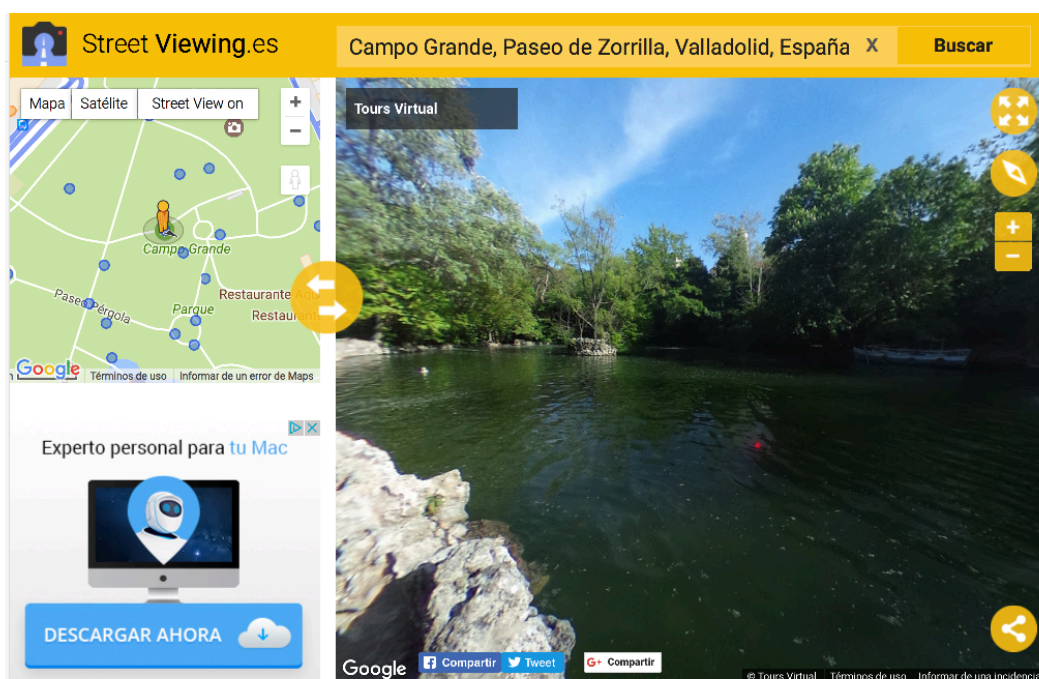 Street Viewing.es
Campo Grande, Paseo de Zorrilla, Valladolid, España X
Buscar
Mapa
Satélite
Street View on
+
−
Campo Grande
Paseo Pérgola
Parque
Restaurante
Google
Términos de uso
Informar de un error de Maps
Experto personal para tu Mac
DESCARGAR AHORA
Tours Virtual
+
−
Google
Compartir
Tweet
G+ Compartir
© Tours Virtual
Términos de uso
Informar de una incidencia